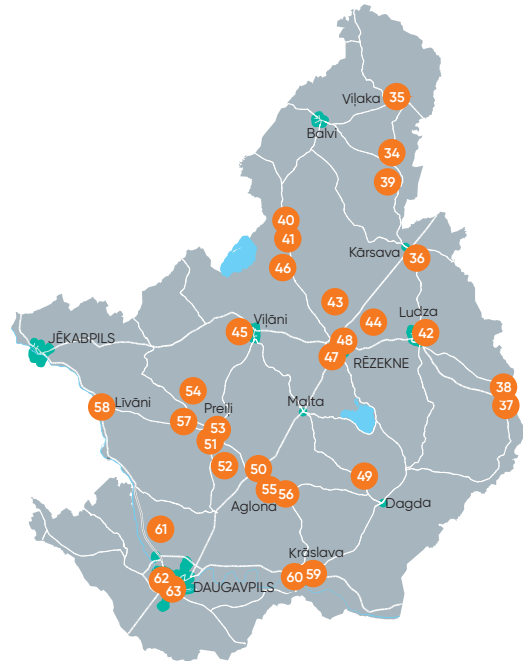 Viļaka 35
Balvi
34
39
40
41
Kārsava
36
46
43
44
Ludza
42
Viļāni
45
48
47
RĒZEKNE
JĒKABPILS
38
37
54
Līvāni
58
Preiļi
Malta
57
53
51
52
50
49
55
56
Aglona
Dagda
61
Krāslava
60
59
62
63
DAUGAVPILS